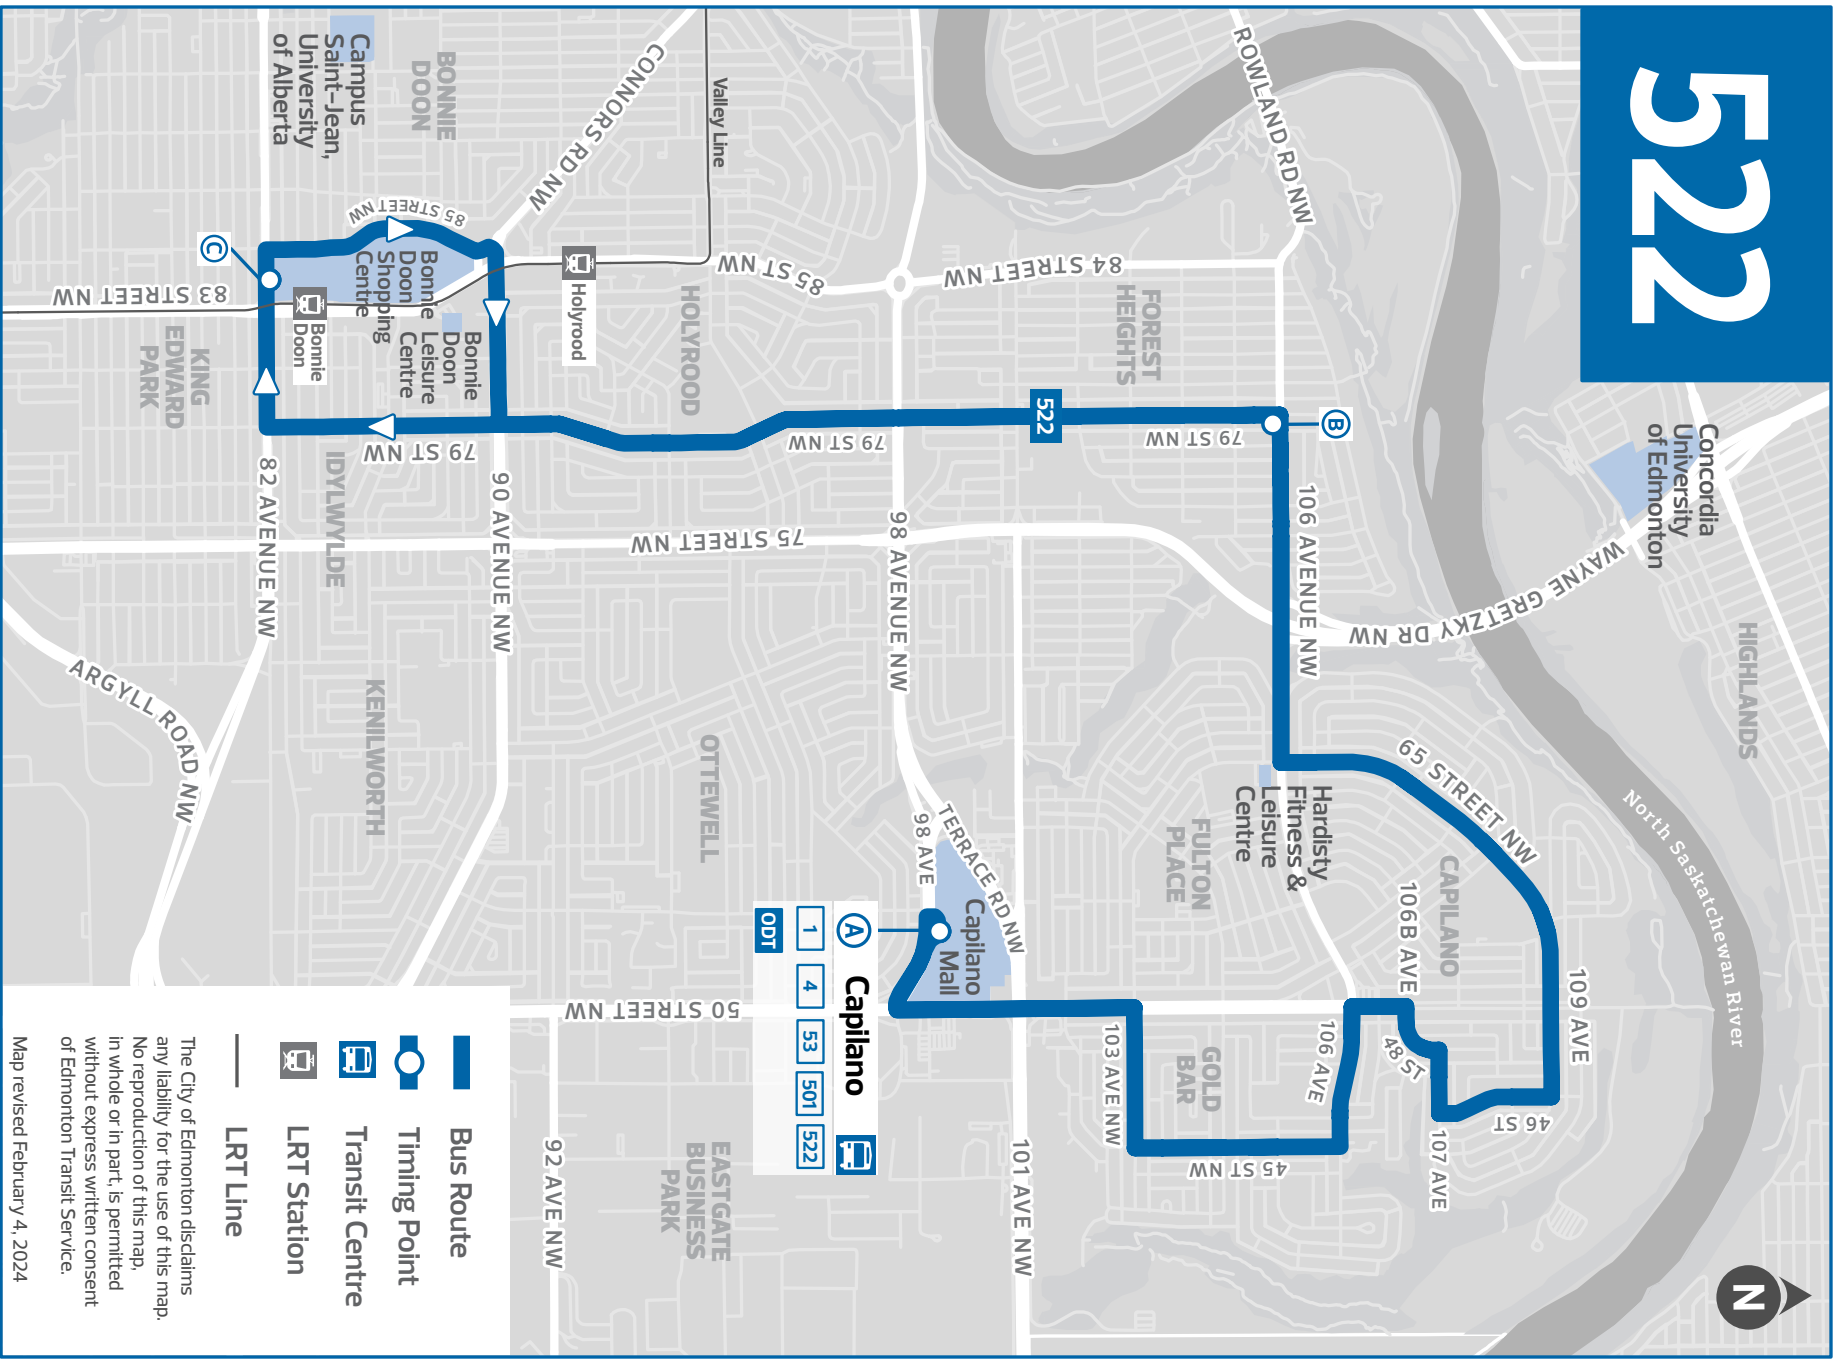 522
Concordia
University
of Edmonton
HIGHLANDS
WAYNE GRETZKY DR NW
North Saskatchewan River
ROWLAND RD NW
B
106 AVENUE NW
65 STREET NW
109 AVE
CAPILANO
106B AVE
48 ST
46 ST
107 AVE
Hardisty
Fitness &
Leisure
Centre
106 AVE
84 STREET NW
FOREST
HEIGHTS
79 ST NW
522
FULTON
PLACE
GOLD
BAR
45 ST NW
103 AVE NW
101 AVE NW
TERRACE RD NW
98 AVE
Capilano
Mall
98 AVENUE NW
79 ST NW
85 ST NW
Valley Line
HOLYROOD
75 STREET NW
OTTEWELL
A
Capilano
1
4
53
501
522
ODT
50 STREET NW
EASTGATE
BUSINESS
PARK
92 AVE NW
CONNORS RD NW
Holyrood
90 AVENUE NW
BONNIE
DOON
85 STREET NW
Bonnie
Doon
Shopping
Centre
Bonnie
Doon
Leisure
Centre
79 ST NW
Campus
Saint-Jean,
University
of Alberta
Bonnie
Doon
C
83 STREET NW
KING
EDWARD
PARK
IDYLWYLDE
82 AVENUE NW
KENILWORTH
ARGYLL ROAD NW
Bus Route
Timing Point
Transit Centre
LRT Station
LRT Line
The City of Edmonton disclaims
any liability for the use of this map.
No reproduction of this map,
in whole or in part, is permitted
without express written consent
of Edmonton Transit Service.
Map revised February 4, 2024
N